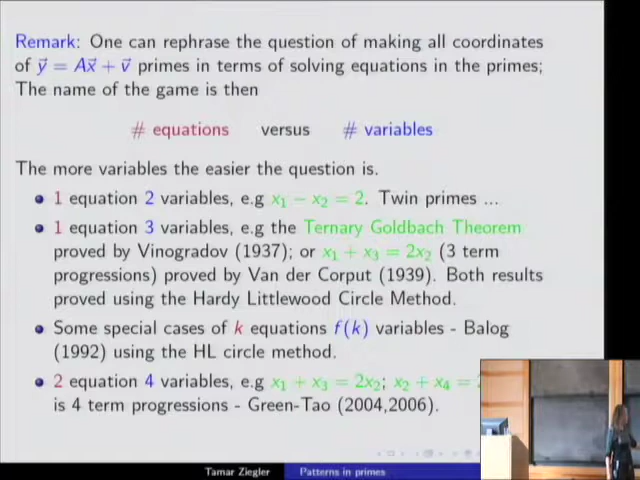 Remark: One can rephrase the question of making all coordinates
of y⃗ = Ax⃗ + v⃗ primes in terms of solving equations in the primes;
The name of the game is then
# equations versus # variables
The more variables the easier the question is.
• 1 equation 2 variables, e.g x₁ − x₂ = 2. Twin primes ...
• 1 equation 3 variables, e.g the Ternary Goldbach Theorem
proved by Vinogradov (1937); or x₁ + x₃ = 2x₂ (3 term
progressions) proved by Van der Corput (1939). Both results
proved using the Hardy Littlewood Circle Method.
• Some special cases of k equations f(k) variables - Balog
(1992) using the HL circle method.
• 2 equation 4 variables, e.g x₁ + x₃ = 2x₂; x₂ + x₄ =
is 4 term progressions - Green-Tao (2004,2006).
Tamar Ziegler Patterns in primes